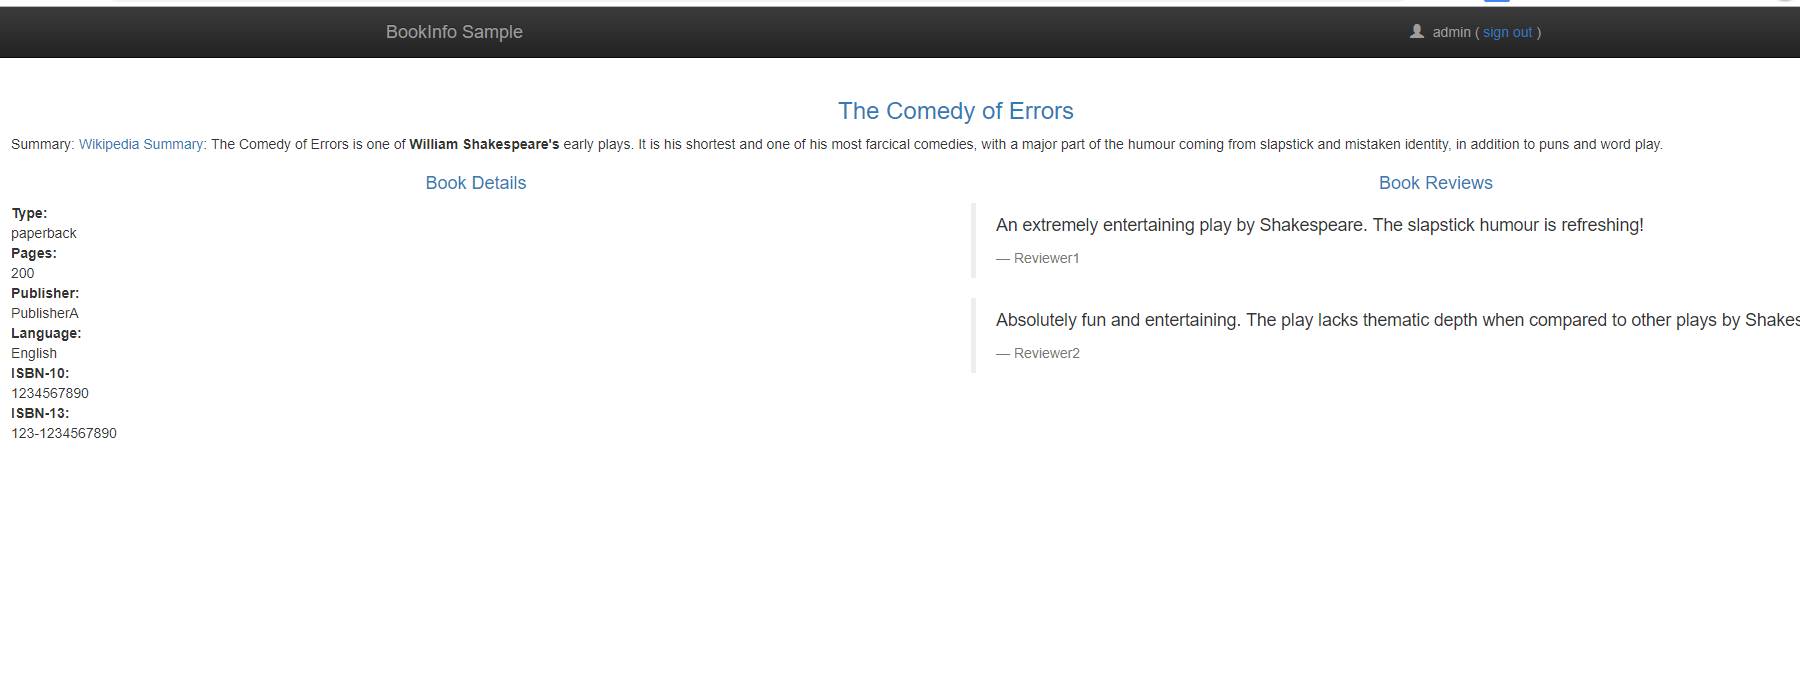 BookInfo Sample
admin ( sign out )
The Comedy of Errors
Summary: Wikipedia Summary: The Comedy of Errors is one of William Shakespeare's early plays. It is his shortest and one of his most farcical comedies, with a major part of the humour coming from slapstick and mistaken identity, in addition to puns and word play.
Book Details
Type:
paperback
Pages:
200
Publisher:
PublisherA
Language:
English
ISBN-10:
1234567890
ISBN-13:
123-1234567890
Book Reviews
An extremely entertaining play by Shakespeare. The slapstick humour is refreshing!
— Reviewer1
Absolutely fun and entertaining. The play lacks thematic depth when compared to other plays by Shakes
— Reviewer2